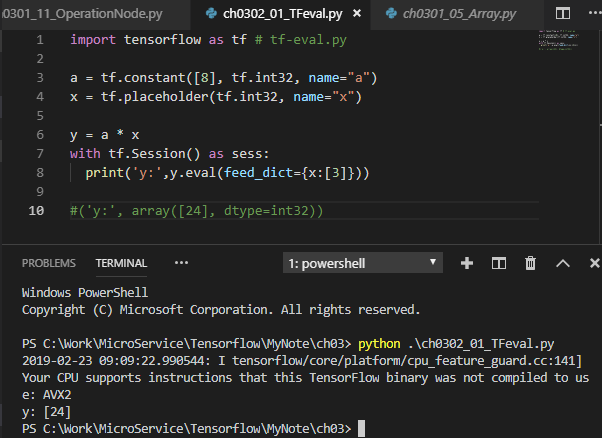 h0301_11_OperationNode.py
ch0302_01_TFeval.py ×
ch0301_05_Array.py
1 import tensorflow as tf # tf-eval.py
2
3 a = tf.constant([8], tf.int32, name="a")
4 x = tf.placeholder(tf.int32, name="x")
5
6 y = a * x
7 with tf.Session() as sess:
8 print('y:',y.eval(feed_dict={x:[3]}))
9
10 #('y:', array([24], dtype=int32))
PROBLEMS TERMINAL ··· 1: powershell
Windows PowerShell
Copyright (C) Microsoft Corporation. All rights reserved.
PS C:\Work\MicroService\Tensorflow\MyNote\ch03> python .\ch0302_01_TFeval.py
2019-02-23 09:09:22.990544: I tensorflow/core/platform/cpu_feature_guard.cc:141]
Your CPU supports instructions that this TensorFlow binary was not compiled to us
e: AVX2
y: [24]
PS C:\Work\MicroService\Tensorflow\MyNote\ch03>